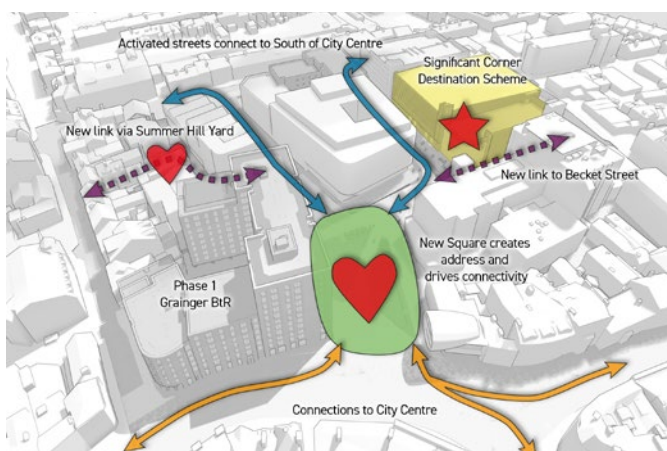 Activated streets connect to South of City Centre
Significant Corner
Destination Scheme
New link via Summer Hill Yard
New link to Becket Street
New Square creates
address and
drives connectivity
Phase 1
Grainger BtR
Connections to City Centre